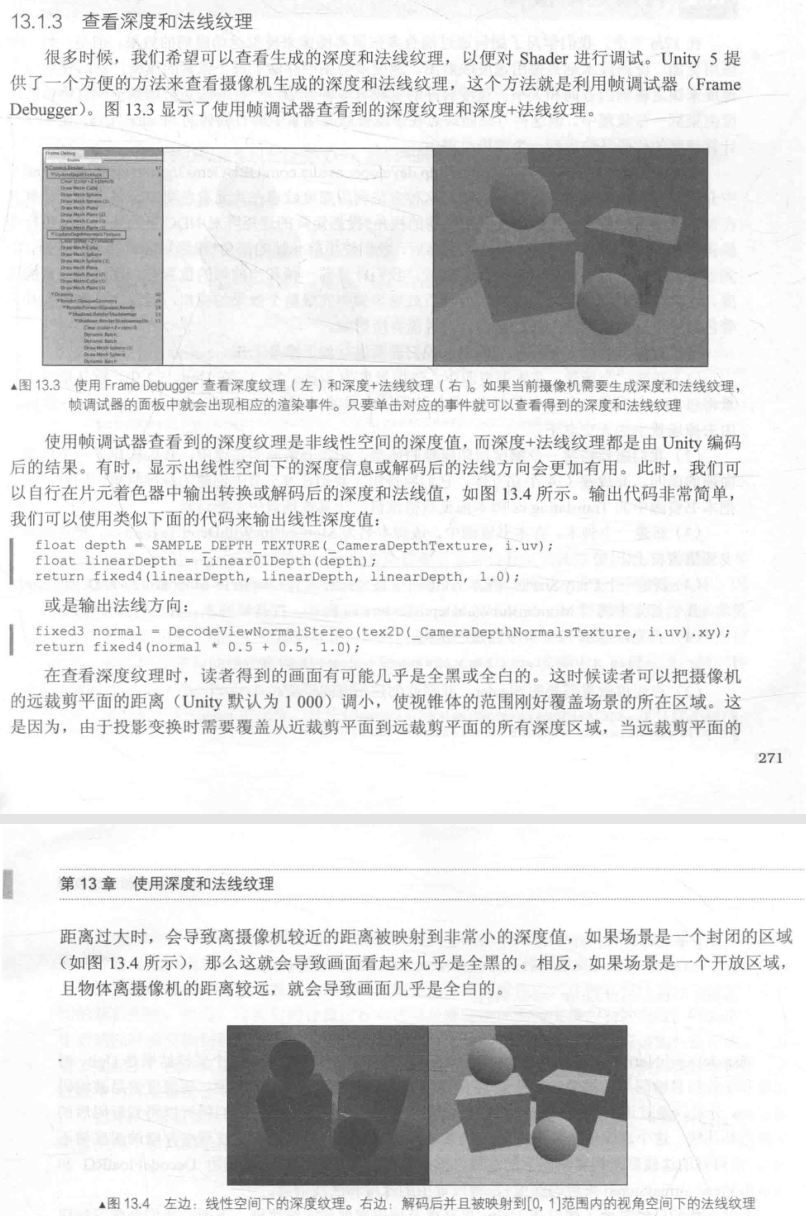 13.1.3 查看深度和法线纹理
很多时候，我们希望可以查看生成的深度和法线纹理，以便对 Shader 进行调试。Unity 5 提
供了一个方便的方法来查看摄像机生成的深度和法线纹理，这个方法就是利用帧调试器（Frame
Debugger）。图 13.3 显示了使用帧调试器查看到的深度纹理和深度+法线纹理。
▲图 13.3 使用 Frame Debugger 查看深度纹理（左）和深度+法线纹理（右）。如果当前摄像机需要生成深度和法线纹理，
帧调试器的面板中就会出现相应的渲染事件。只要单击对应的事件就可以查看得到的深度和法线纹理
使用帧调试器查看到的深度纹理是非线性空间的深度值，而深度+法线纹理都是由 Unity 编码
后的结果。有时，显示出线性空间下的深度信息或解码后的法线方向会更加有用。此时，我们可
以自行在片元着色器中输出转换或解码后的深度和法线值，如图 13.4 所示。输出代码非常简单，
我们可以使用类似下面的代码来输出线性深度值：
float depth = SAMPLE_DEPTH_TEXTURE(_CameraDepthTexture, i.uv);
float linearDepth = Linear01Depth(depth);
return fixed4(linearDepth, linearDepth, linearDepth, 1.0);
或是输出法线方向：
fixed3 normal = DecodeViewNormalStereo(tex2D(_CameraDepthNormalsTexture, i.uv).xy);
return fixed4(normal * 0.5 + 0.5, 1.0);
在查看深度纹理时，读者得到的画面有可能几乎是全黑或全白的。这时候读者可以把摄像机
的远裁剪平面的距离（Unity 默认为 1 000）调小，使视锥体的范围刚好覆盖场景的所在区域。这
是因为，由于投影变换时需要覆盖从近裁剪平面到远裁剪平面的所有深度区域，当远裁剪平面的
271
第 13 章 使用深度和法线纹理
距离过大时，会导致离摄像机较近的距离被映射到非常小的深度值，如果场景是一个封闭的区域
（如图 13.4 所示），那么这就会导致画面看起来几乎是全黑的。相反，如果场景是一个开放区域，
且物体离摄像机的距离较远，就会导致画面几乎是全白的。
▲图 13.4 左边：线性空间下的深度纹理。右边：解码后并且被映射到[0, 1]范围内的视角空间下的法线纹理